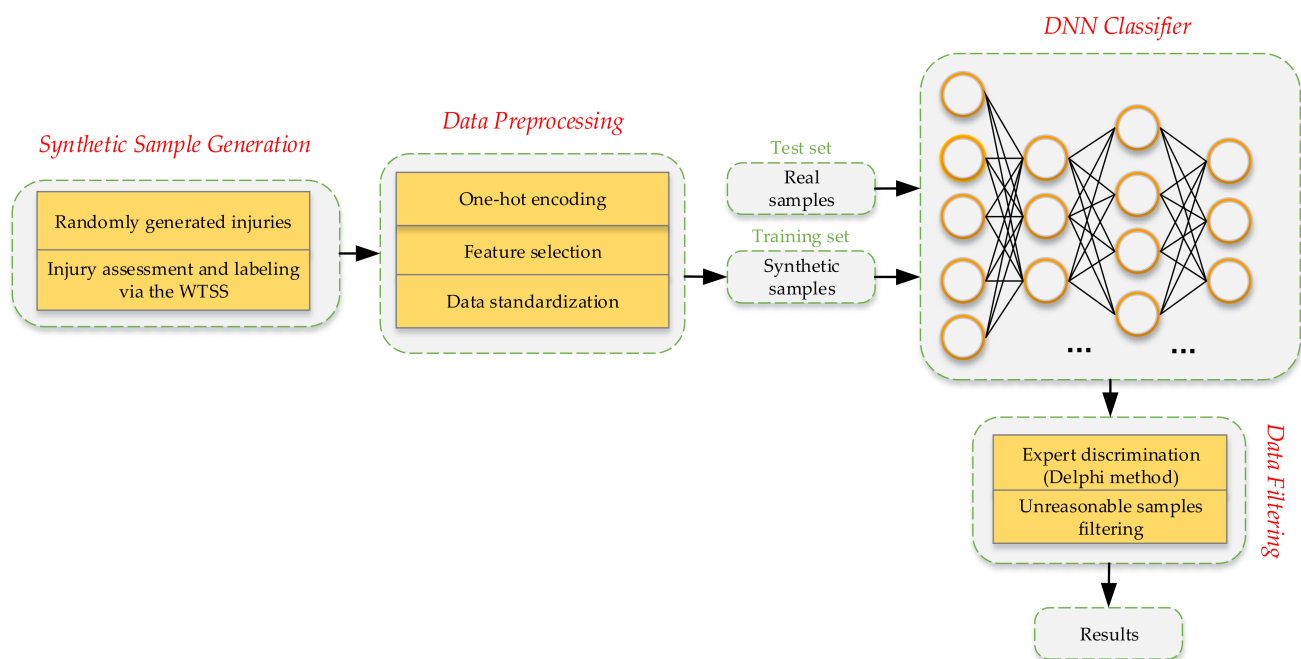 Synthetic Sample Generation
Randomly generated injuries
Injury assessment and labeling
via the WTSS
Data Preprocessing
One-hot encoding
Feature selection
Data standardization
Test set
Real
samples
Training set
Synthetic
samples
DNN Classifier
...
...
Data Filtering
Expert discrimination
(Delphi method)
Unreasonable samples
filtering
Results